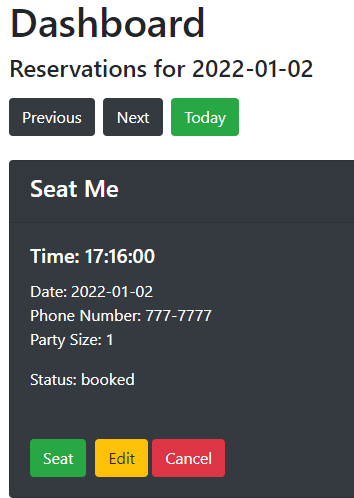 Dashboard
Reservations for 2022-01-02
Previous Next Today
Seat Me
Time: 17:16:00
Date: 2022-01-02
Phone Number: 777-7777
Party Size: 1
Status: booked
Seat Edit Cancel